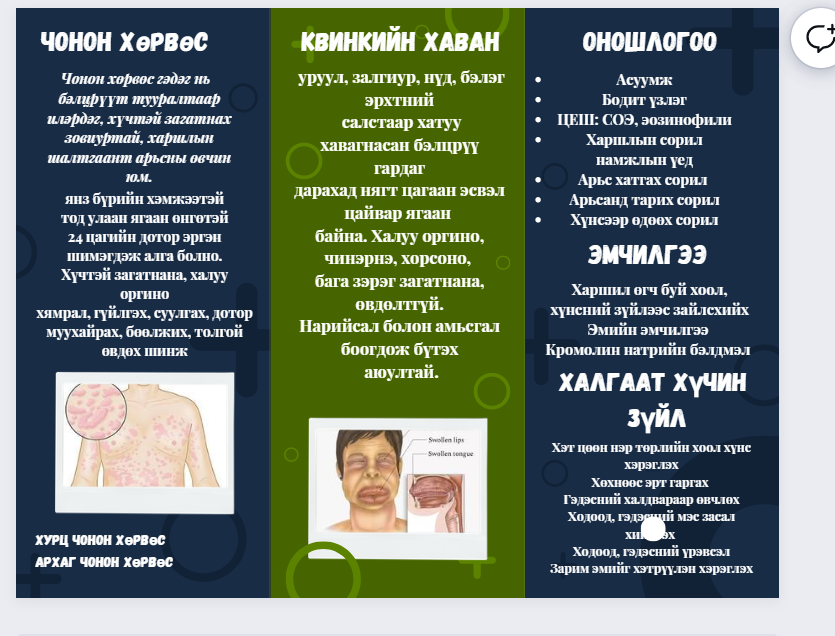 ЧОНОН ХөРВөС
Чонон хөрвөс гэдэг нь
бэлцрүүт тууралтаар
илэрдэг, хүчтэй загатнах
зовиуртай, харшлын
шалтгаант арьсны өвчин
юм.
янз бүрийн хэмжээтэй
тод улаан ягаан өнгөтэй
24 цагийн дотор эргэн
шимэгдэж алга болно.
Хүчтэй загатнана, халуу
оргино
хямрал, гүйлгэх, суулгах, дотор
муухайрах, бөөлжих, толгой
өвдөх шинж
ХУРЦ ЧОНОН ХөРВөС
АРХАГ ЧОНОН ХөРВөС
КВИНКИЙН ХАВАН
уруул, залгиур, нүд, бэлэг
эрхтний
салстаар хатуу
хавагнасан бэлцрүү
гардаг
дарахад нягт цагаан эсвэл
цайвар ягаан
байна. Халуу оргино,
чинэрнэ, хорсоно,
бага зэрэг загатнана,
өвдөлтгүй.
Нарийсал болон амьсгал
боогдож бүтэх
аюултай.
Swollen lips
Swollen tongue
ОНОШЛОГОО
• Асуумж
• Бодит үзлэг
• ЦЕШ: СОЭ, эозинофили
• Харшлын сорил
намжлын үед
• Арьс хатгах сорил
• Арьсанд тарих сорил
• Хүнсээр өдөөх сорил
ЭМЧИЛГЭЭ
Харшил өгч буй хоол,
хүнсний зүйлээс зайлсхийх
Эмийн эмчилгээ
Кромолин натрийн бэлдмэл
ХАЛГААТ ХүЧИН
ЗүЙЛ
Хэт цөөн нэр төрлийн хоол хүнс
хэрэглэх
Хөхнөөс эрт гаргах
Гэдэсний халдвараар өвчлөх
Ходоод, гэдэсний мэс засал
Ходоод, гэдэсний үрэвсэл
Зарим эмийг хэтрүүлэн хэрэглэх